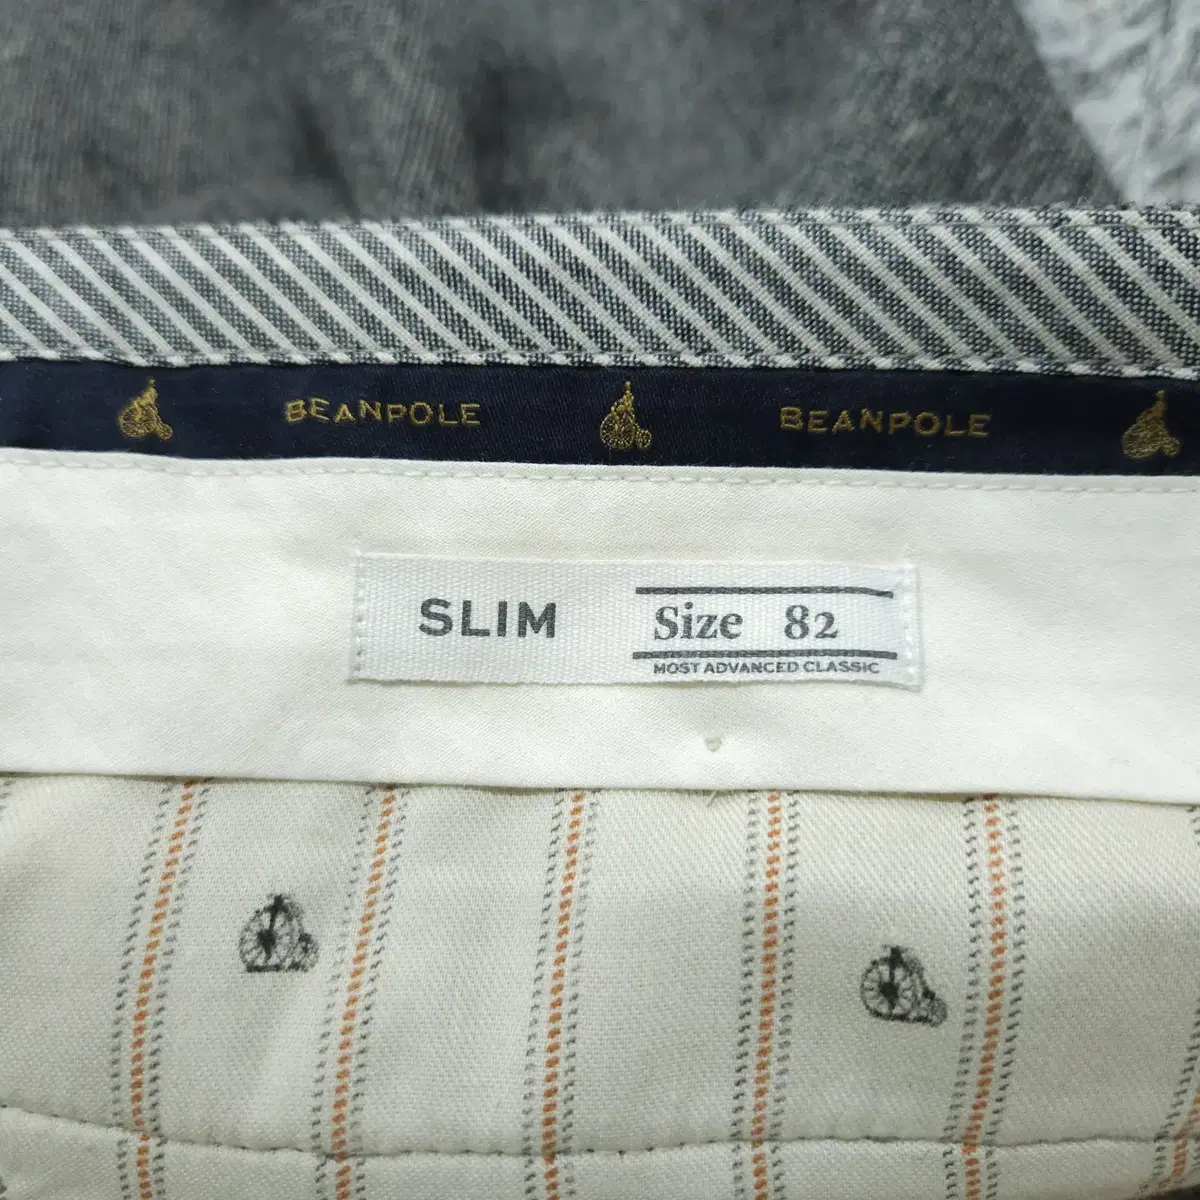 BEANPOLE BEANPOLE
SLIM
Size 82
MOST ADVANCED CLASSIC